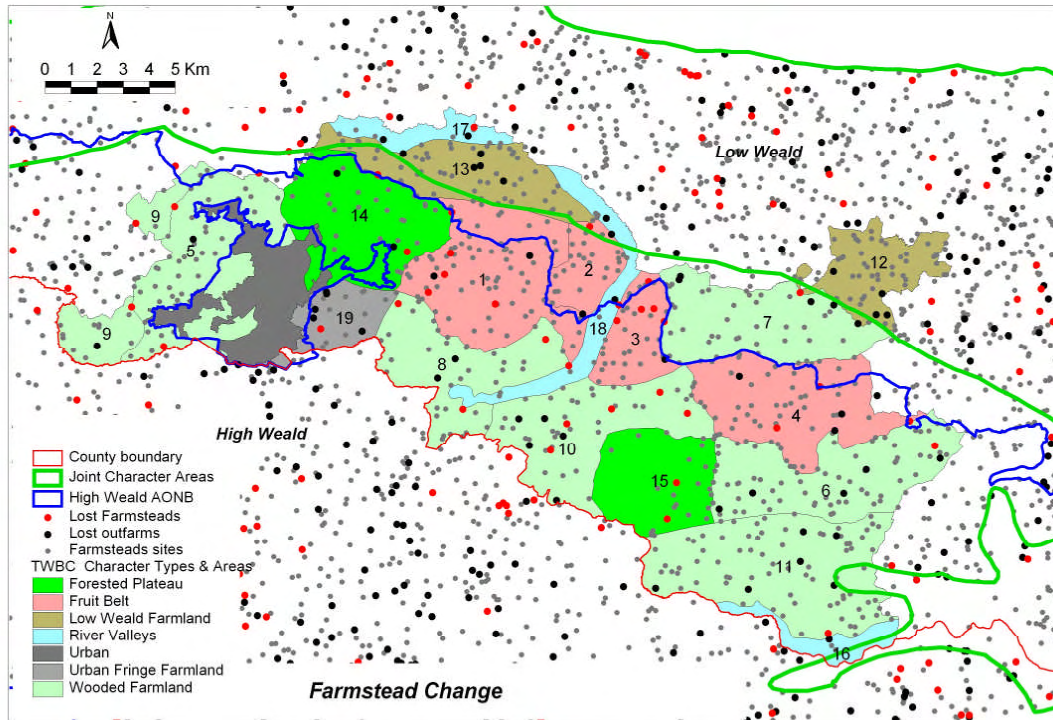 N
0 1 2 3 4 5 Km
17
13
Low Weald
9
14
5
12
1
2
19
18
7
9
3
8
4
High Weald
10
15
6
11
16
County boundary
Joint Character Areas
High Weald AONB
Lost Farmsteads
Lost outfarms
Farmsteads sites
TWBC Character Types & Areas
Forested Plateau
Fruit Belt
Low Weald Farmland
River Valleys
Urban
Urban Fringe Farmland
Wooded Farmland
Farmstead Change